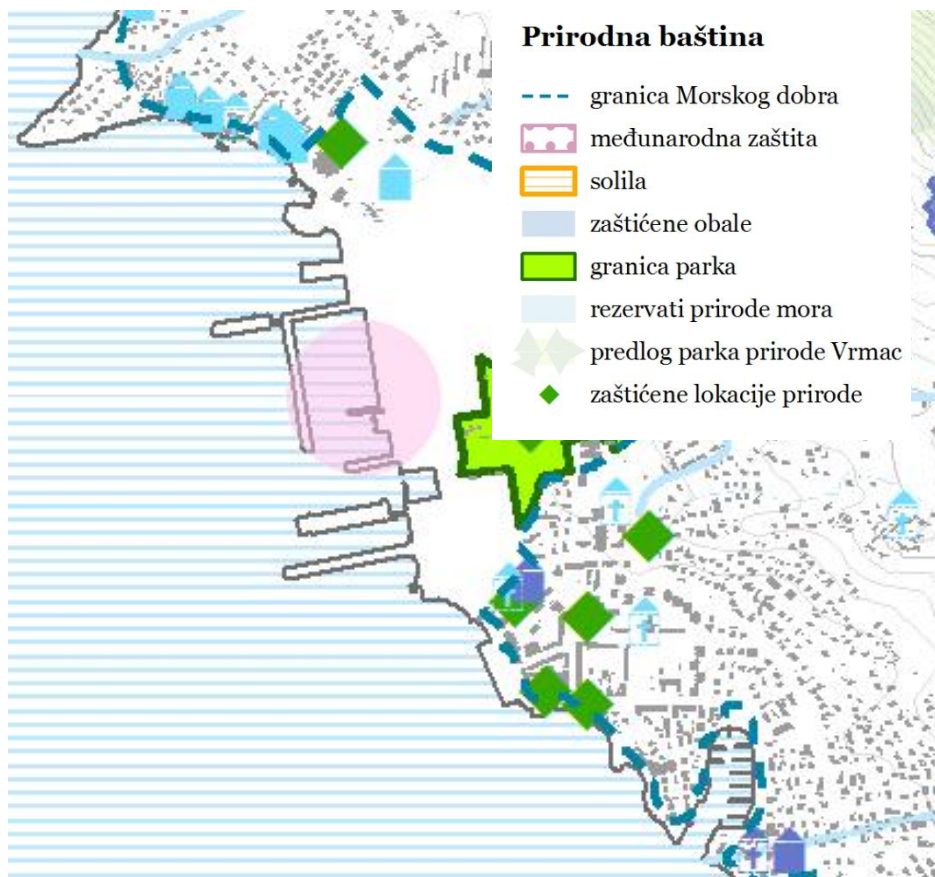 Prirodna baština
granica Morskog dobra
međunarodna zaštita
solila
zaštićene obale
granica parka
rezervati prirode mora
predlog parka prirode Vrmac
zaštićene lokacije prirode